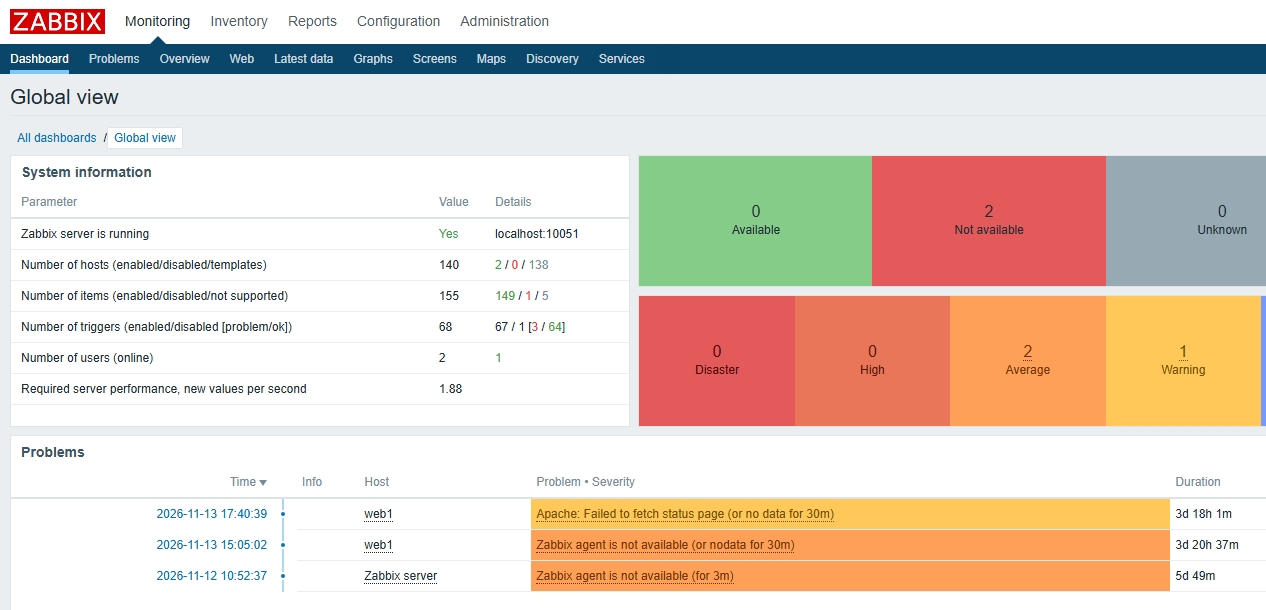 ZABBIX Monitoring Inventory Reports Configuration Administration
Dashboard Problems Overview Web Latest data Graphs Screens Maps Discovery Services
Global view
All dashboards / Global view
System information
Parameter Value Details
Zabbix server is running Yes localhost:10051
Number of hosts (enabled/disabled/templates) 140 2 / 0 / 138
Number of items (enabled/disabled/not supported) 155 149 / 1 / 5
Number of triggers (enabled/disabled [problem/ok]) 68 67 / 1 [3 / 64]
Number of users (online) 2 1
Required server performance, new values per second 1.88
0 2 0
Available Not available Unknown
0 0 2 1
Disaster High Average Warning
Problems
Time Info Host Problem • Severity Duration
2026-11-13 17:40:39 web1 Apache: Failed to fetch status page (or no data for 30m) 3d 18h 1m
2026-11-13 15:05:02 web1 Zabbix agent is not available (or nodata for 30m) 3d 20h 37m
2026-11-12 10:52:37 Zabbix server Zabbix agent is not available (for 3m) 5d 49m